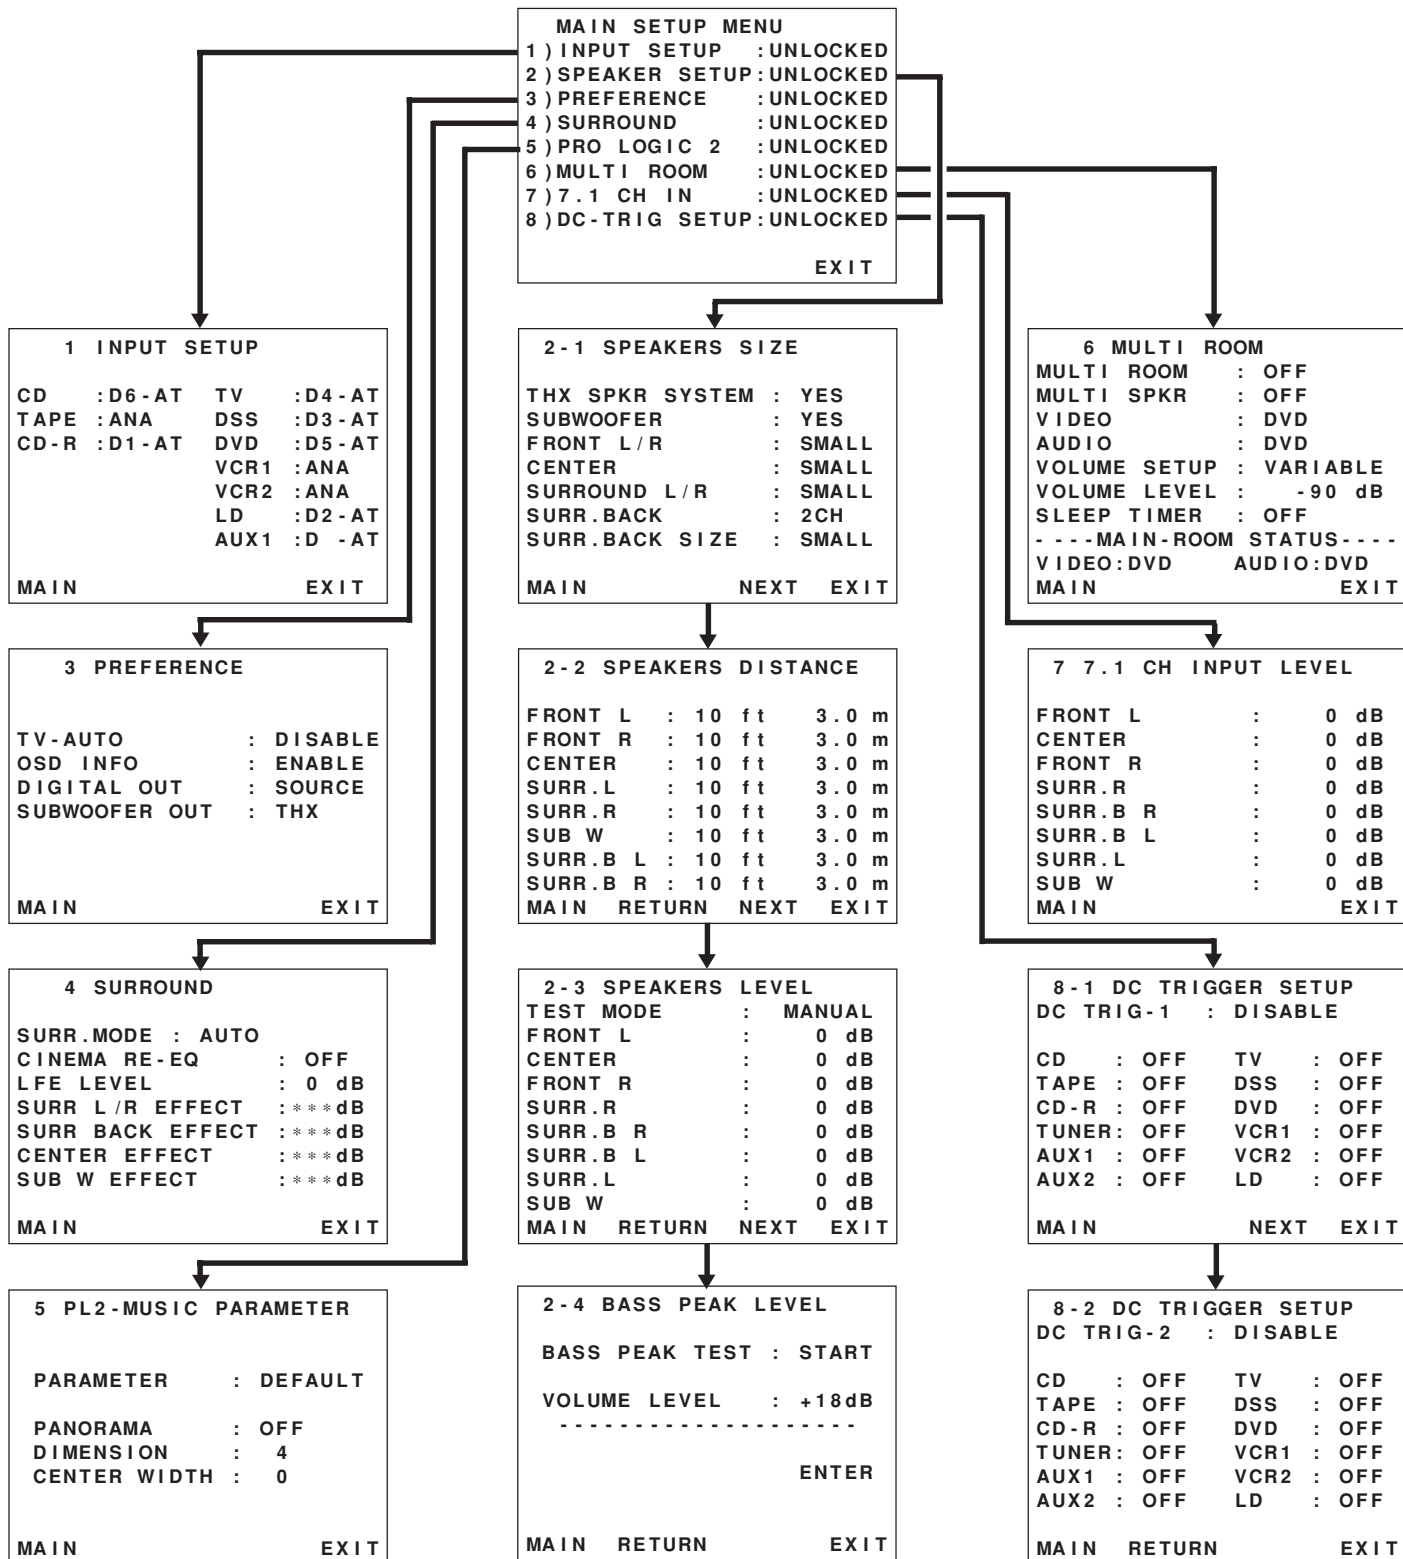 MAIN SETUP MENU
1)INPUT SETUP :UNLOCKED
2)SPEAKER SETUP:UNLOCKED
3)PREFERENCE :UNLOCKED
4)SURROUND :UNLOCKED
5)PRO LOGIC 2 :UNLOCKED
6)MULTI ROOM :UNLOCKED
7)7.1 CH IN :UNLOCKED
8)DC-TRIG SETUP:UNLOCKED
EXIT
1 INPUT SETUP
CD :D6-AT TV :D4-AT
TAPE :ANA DSS :D3-AT
CD-R :D1-AT DVD :D5-AT
VCR1 :ANA
VCR2 :ANA
LD :D2-AT
AUX1 :D -AT
MAIN EXIT
2-1 SPEAKERS SIZE
THX SPKR SYSTEM : YES
SUBWOOFER : YES
FRONT L/R : SMALL
CENTER : SMALL
SURROUND L/R : SMALL
SURR.BACK : 2CH
SURR.BACK SIZE : SMALL
MAIN NEXT EXIT
6 MULTI ROOM
MULTI ROOM : OFF
MULTI SPKR : OFF
VIDEO : DVD
AUDIO : DVD
VOLUME SETUP : VARIABLE
VOLUME LEVEL : -90 dB
SLEEP TIMER : OFF
----MAIN-ROOM STATUS----
VIDEO:DVD AUDIO:DVD
MAIN EXIT
3 PREFERENCE
TV-AUTO : DISABLE
OSD INFO : ENABLE
DIGITAL OUT : SOURCE
SUBWOOFER OUT : THX
MAIN EXIT
2-2 SPEAKERS DISTANCE
FRONT L : 10 ft 3.0 m
FRONT R : 10 ft 3.0 m
CENTER : 10 ft 3.0 m
SURR.L : 10 ft 3.0 m
SURR.R : 10 ft 3.0 m
SUB W : 10 ft 3.0 m
SURR.B L : 10 ft 3.0 m
SURR.B R : 10 ft 3.0 m
MAIN RETURN NEXT EXIT
7 7.1 CH INPUT LEVEL
FRONT L : 0 dB
CENTER : 0 dB
FRONT R : 0 dB
SURR.R : 0 dB
SURR.B R : 0 dB
SURR.B L : 0 dB
SURR.L : 0 dB
SUB W : 0 dB
MAIN EXIT
4 SURROUND
SURR.MODE : AUTO
CINEMA RE-EQ : OFF
LFE LEVEL : 0 dB
SURR L/R EFFECT :***dB
SURR BACK EFFECT :***dB
CENTER EFFECT :***dB
SUB W EFFECT :***dB
MAIN EXIT
2-3 SPEAKERS LEVEL
TEST MODE : MANUAL
FRONT L : 0 dB
CENTER : 0 dB
FRONT R : 0 dB
SURR.R : 0 dB
SURR.B R : 0 dB
SURR.B L : 0 dB
SURR.L : 0 dB
SUB W : 0 dB
MAIN RETURN NEXT EXIT
8-1 DC TRIGGER SETUP
DC TRIG-1 : DISABLE
CD : OFF TV : OFF
TAPE : OFF DSS : OFF
CD-R : OFF DVD : OFF
TUNER: OFF VCR1 : OFF
AUX1 : OFF VCR2 : OFF
AUX2 : OFF LD : OFF
MAIN NEXT EXIT
5 PL2-MUSIC PARAMETER
PARAMETER : DEFAULT
PANORAMA : OFF
DIMENSION : 4
CENTER WIDTH : 0
MAIN EXIT
2-4 BASS PEAK LEVEL
BASS PEAK TEST : START
VOLUME LEVEL : +18dB
-------------------
ENTER
MAIN RETURN EXIT
8-2 DC TRIGGER SETUP
DC TRIG-2 : DISABLE
CD : OFF TV : OFF
TAPE : OFF DSS : OFF
CD-R : OFF DVD : OFF
TUNER: OFF VCR1 : OFF
AUX1 : OFF VCR2 : OFF
AUX2 : OFF LD : OFF
MAIN RETURN EXIT